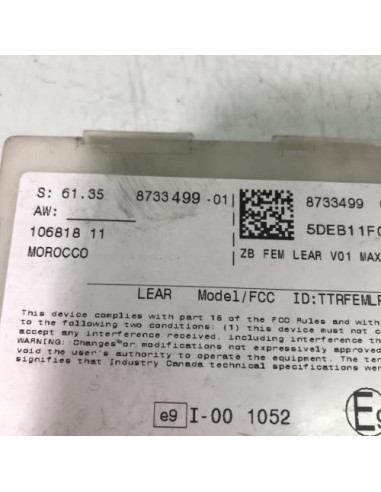 S: 61.35 8733499 -01 8733499 0
AW: 
106818 11 5DEB11F
MOROCCO ZB FEM LEAR V01 MAX
LEAR Model/FCC ID:TTRFEML
This device complies with part 15 of the FCC Rules and with
to the following two conditions: (1) this device must not c
accept any interference received, including interference th
WARNING: Changes or modifications not expressively approved
void the user's authority to operate the equipment. The ter
signifies that Industry Canada technical specifications wer
e9 I-00 1052 E